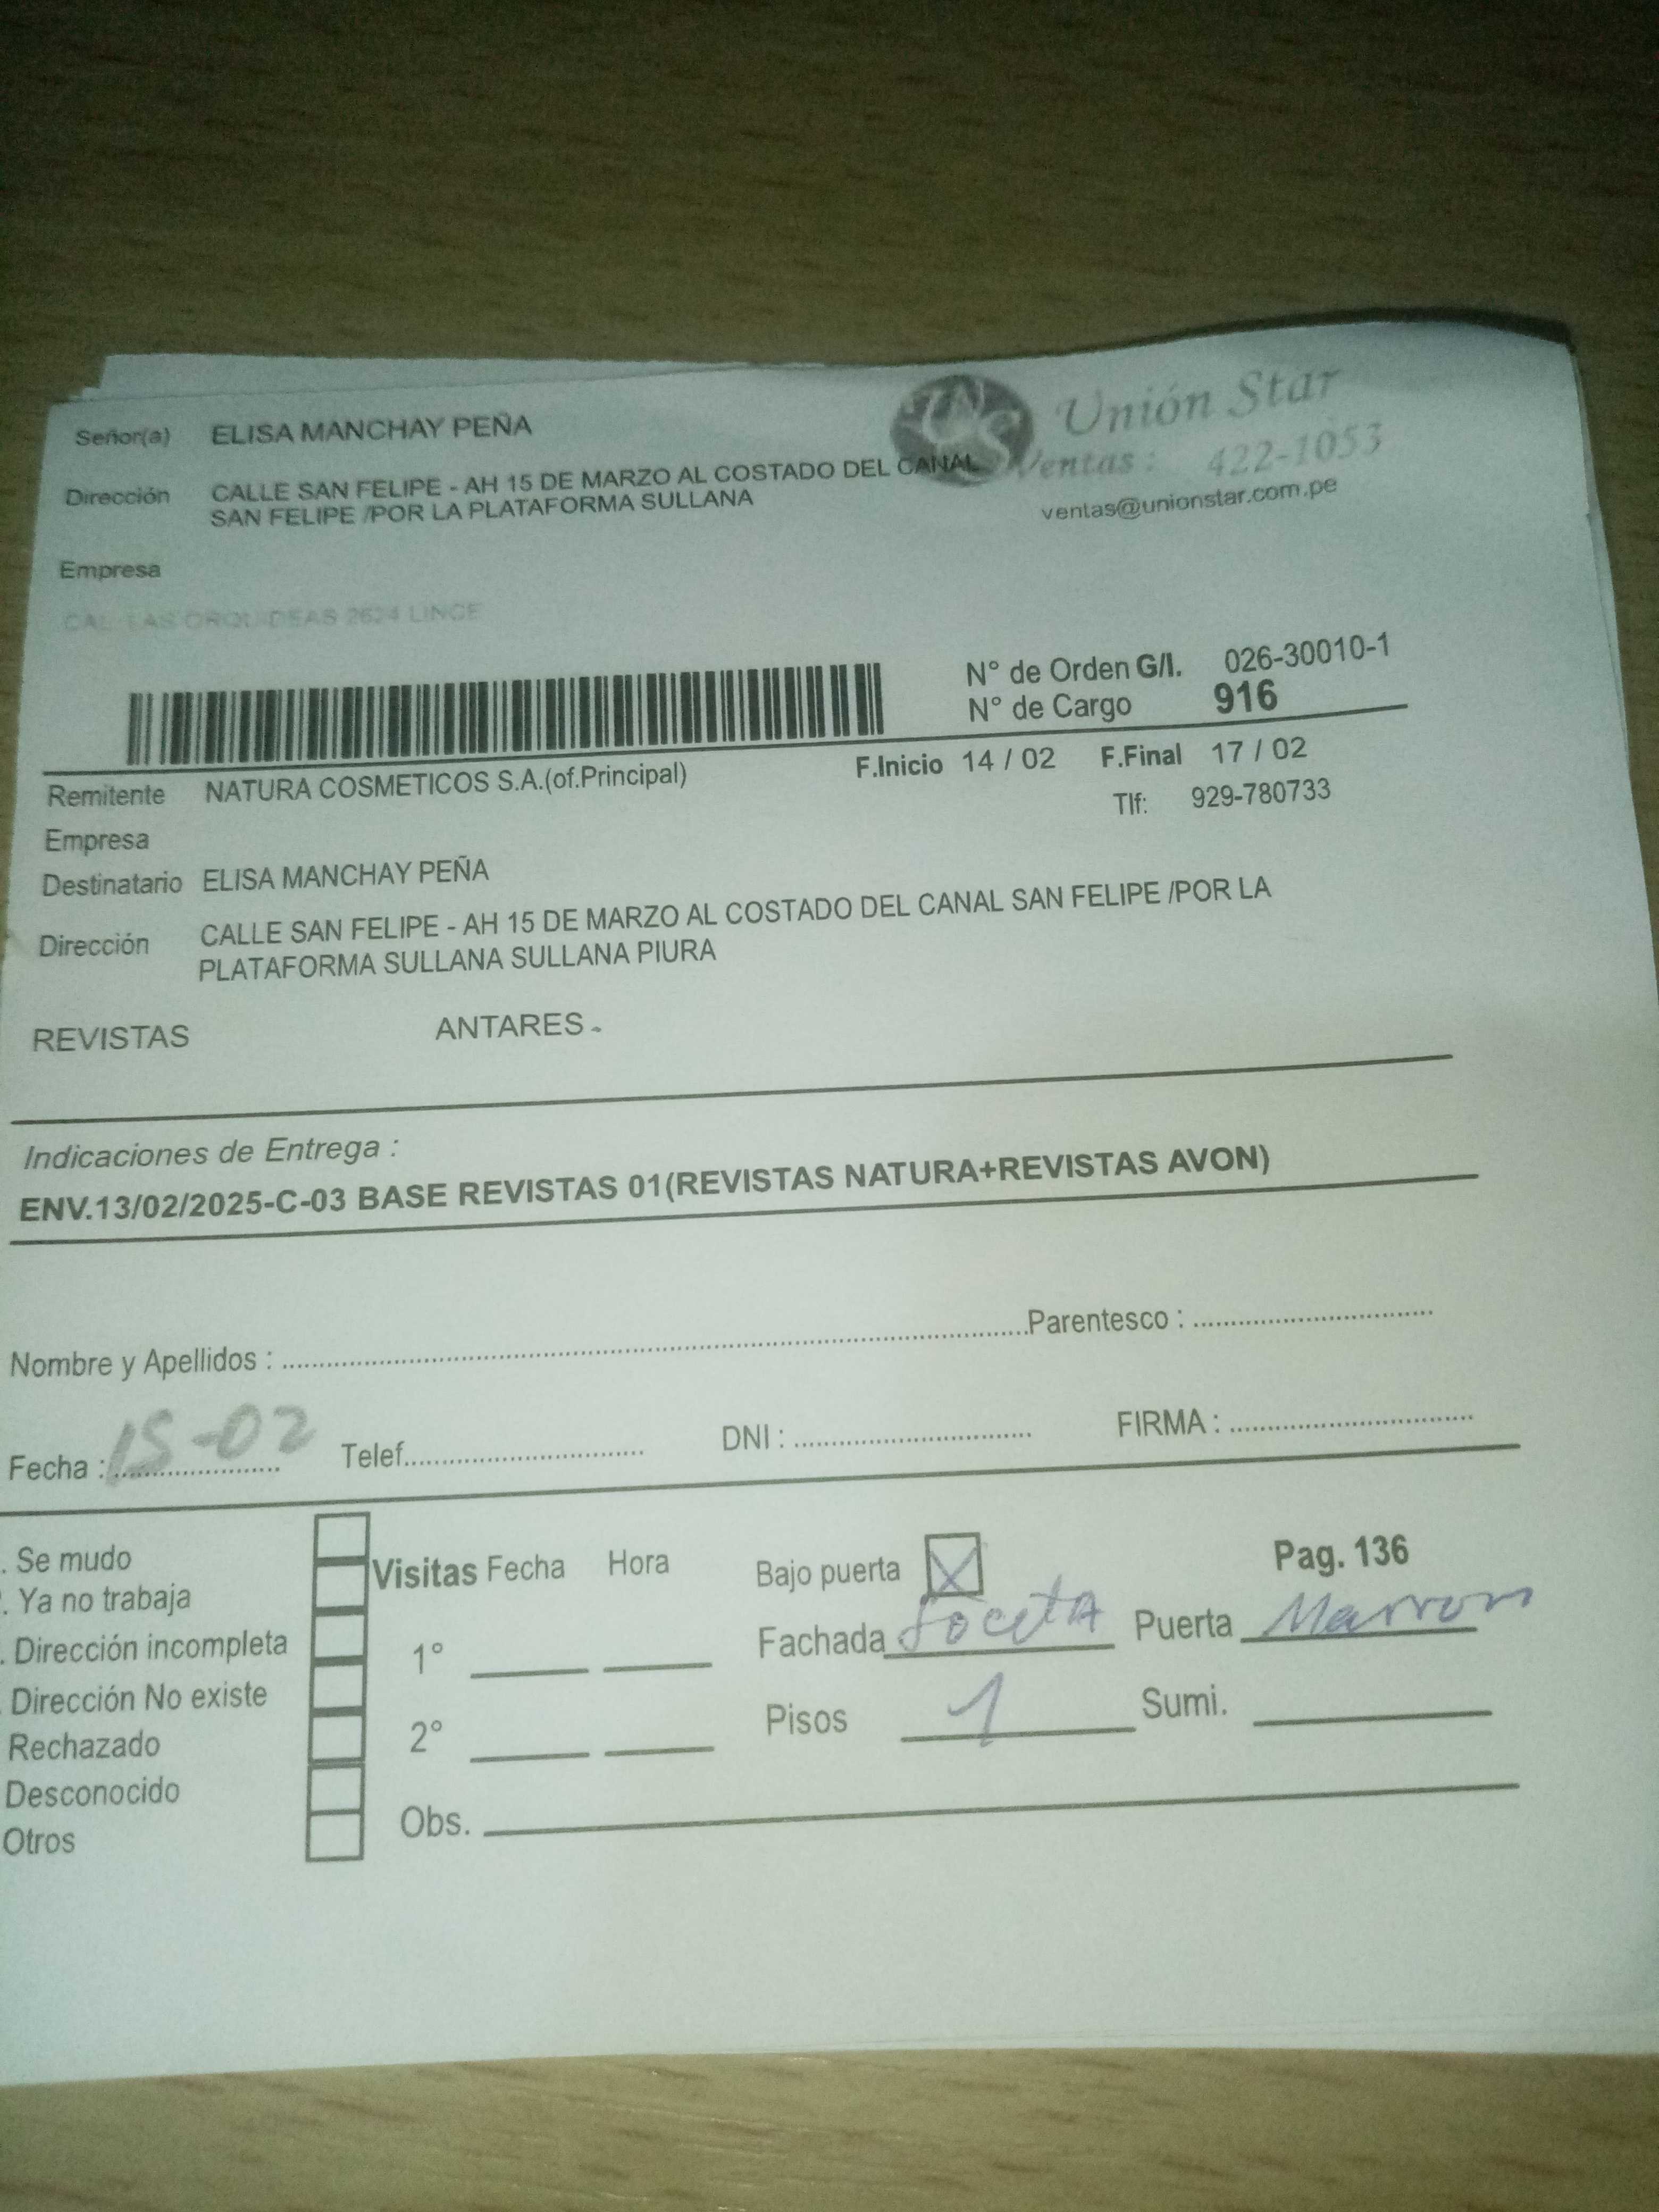 Señor(a) ELISA MANCHAY PEÑA
Unión Star
Ventas : 422-1053
ventas@unionstar.com.pe
Dirección CALLE SAN FELIPE - AH 15 DE MARZO AL COSTADO DEL CANAL
SAN FELIPE /POR LA PLATAFORMA SULLANA
Empresa
CAL. LAS ORQUIDEAS 2624 LINCE
N° de Orden G/I. 026-30010-1
N° de Cargo 916
F.Inicio 14 / 02 F.Final 17 / 02
Remitente NATURA COSMETICOS S.A.(of.Principal)
Tlf: 929-780733
Empresa
Destinatario ELISA MANCHAY PEÑA
Dirección CALLE SAN FELIPE - AH 15 DE MARZO AL COSTADO DEL CANAL SAN FELIPE /POR LA
PLATAFORMA SULLANA SULLANA PIURA
REVISTAS ANTARES
Indicaciones de Entrega :
ENV.13/02/2025-C-03 BASE REVISTAS 01(REVISTAS NATURA+REVISTAS AVON)
Nombre y Apellidos : Parentesco :
Fecha : 15-02 Telef. DNI : FIRMA :
. Se mudo
. Ya no trabaja
. Dirección incompleta
. Dirección No existe
Rechazado
Desconocido
Otros
Visitas Fecha Hora
1°
2°
Obs.
Bajo puerta X Pag. 136
Fachada Puerta Marron
Pisos 1 Sumi.